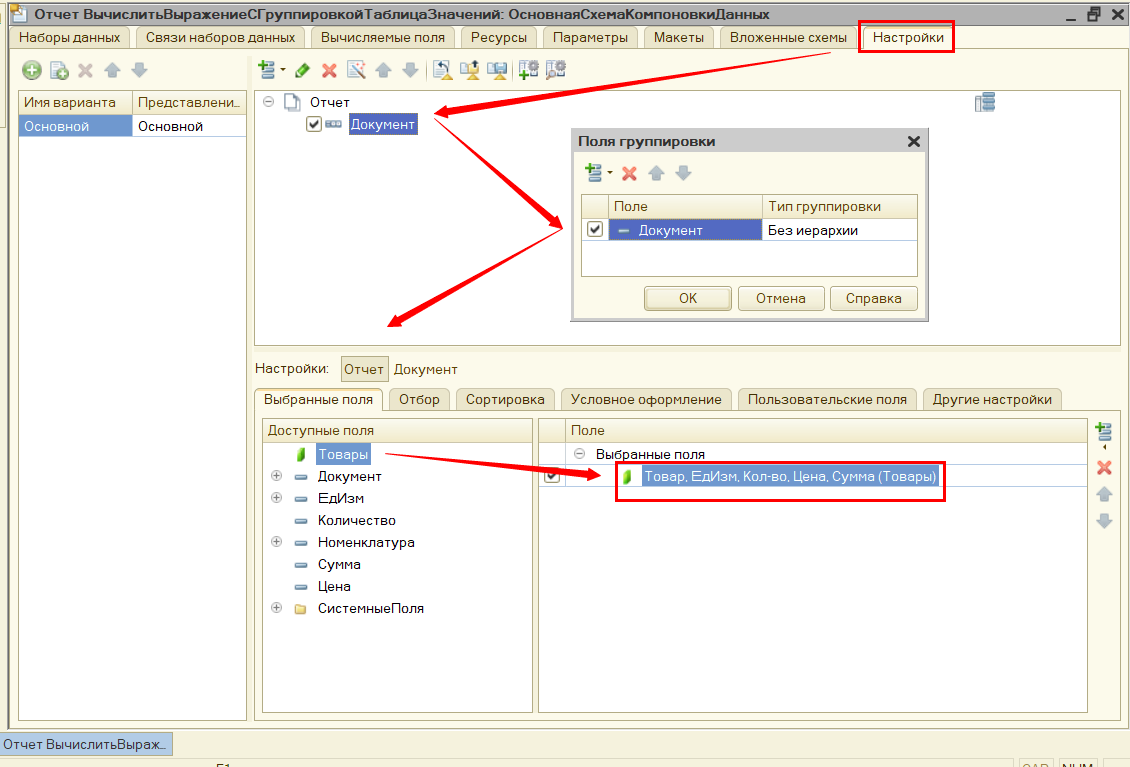 Отчет ВычислитьВыражениеСГруппировкойТаблицаЗначений: ОсновнаяСхемаКомпоновкиДанных
Наборы данных Связи наборов данных Вычисляемые поля Ресурсы Параметры Макеты Вложенные схемы Настройки
Имя варианта Представлени...
Основной Основной
Отчет
Документ
Поля группировки
Поле Тип группировки
Документ Без иерархии
OK Отмена Справка
Настройки: Отчет Документ
Выбранные поля Отбор Сортировка Условное оформление Пользовательские поля Другие настройки
Доступные поля
Товары
Документ
ЕдИзм
Количество
Номенклатура
Сумма
Цена
СистемныеПоля
Поле
Выбранные поля
Товар, ЕдИзм, Кол-во, Цена, Сумма (Товары)
Отчет ВычислитьВыраж...
CAP NUM